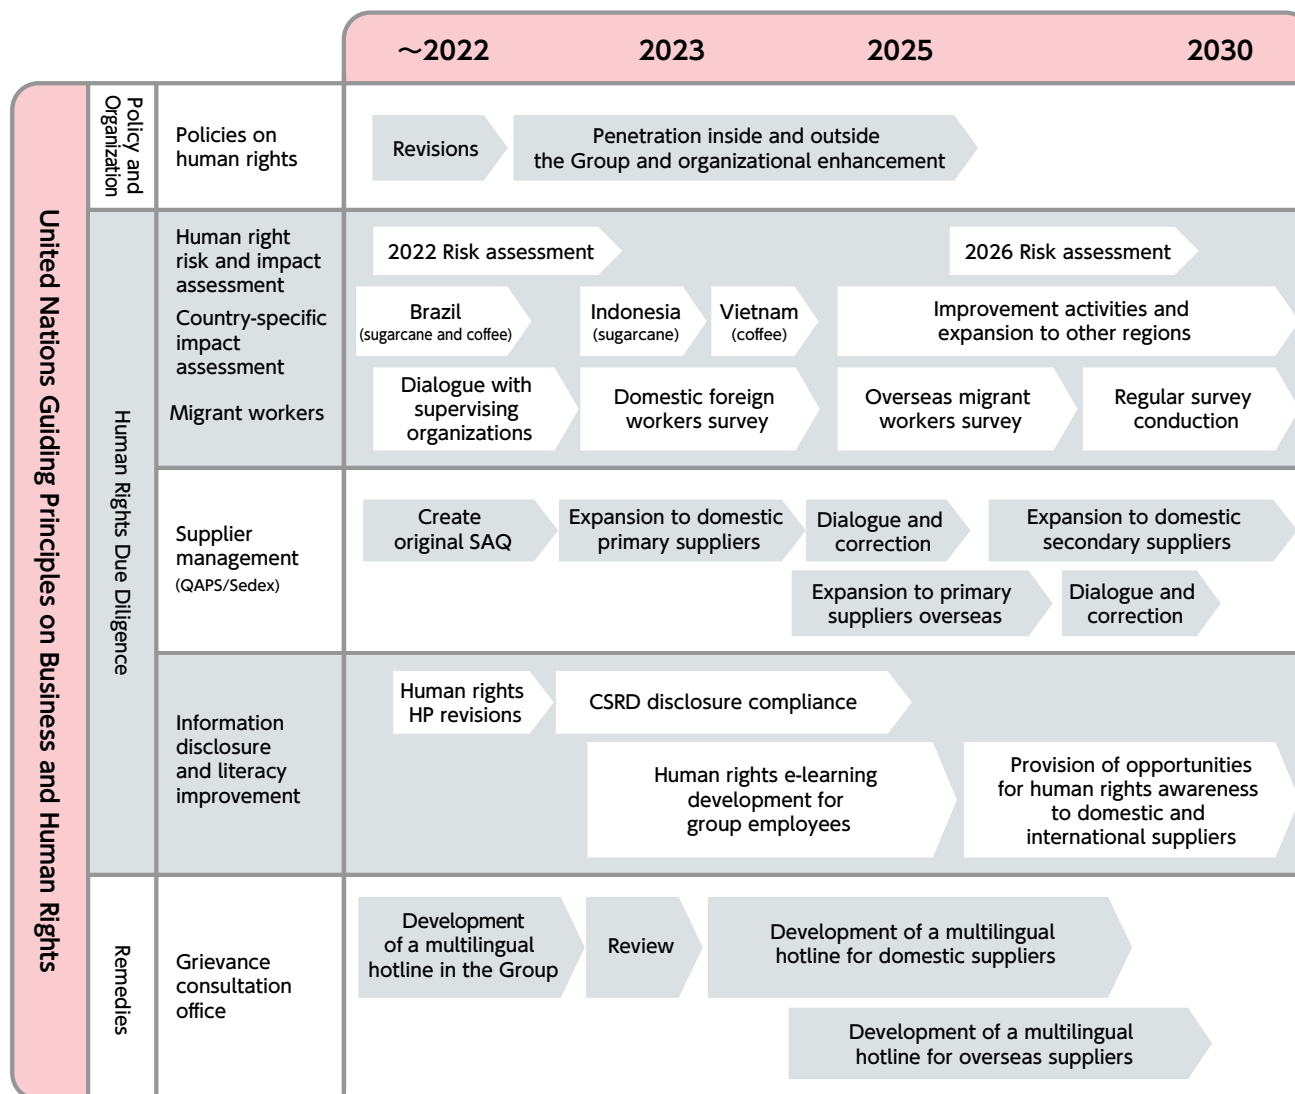 ~2022
2023
2025
2030
United Nations Guiding Principles on Business and Human Rights
Policy and
Organization
Policies on
human rights
Revisions
Penetration inside and outside
the Group and organizational enhancement
Human Rights Due Diligence
Human right
risk and impact
assessment
2022 Risk assessment
2026 Risk assessment
Country-specific
impact
assessment
Brazil
(sugarcane and coffee)
Indonesia
(sugarcane)
Vietnam
(coffee)
Improvement activities and
expansion to other regions
Migrant workers
Dialogue with
supervising
organizations
Domestic foreign
workers survey
Overseas migrant
workers survey
Regular survey
conduction
Supplier
management
(QAPS/Sedex)
Create
original SAQ
Expansion to domestic
primary suppliers
Dialogue and
correction
Expansion to domestic
secondary suppliers
Expansion to primary
suppliers overseas
Dialogue and
correction
Information
disclosure
and literacy
improvement
Human rights
HP revisions
CSRD disclosure compliance
Human rights e-learning
development for
group employees
Provision of opportunities
for human rights awareness
to domestic and
international suppliers
Remedies
Grievance
consultation
office
Development
of a multilingual
hotline in the Group
Review
Development of a multilingual
hotline for domestic suppliers
Development of a multilingual
hotline for overseas suppliers